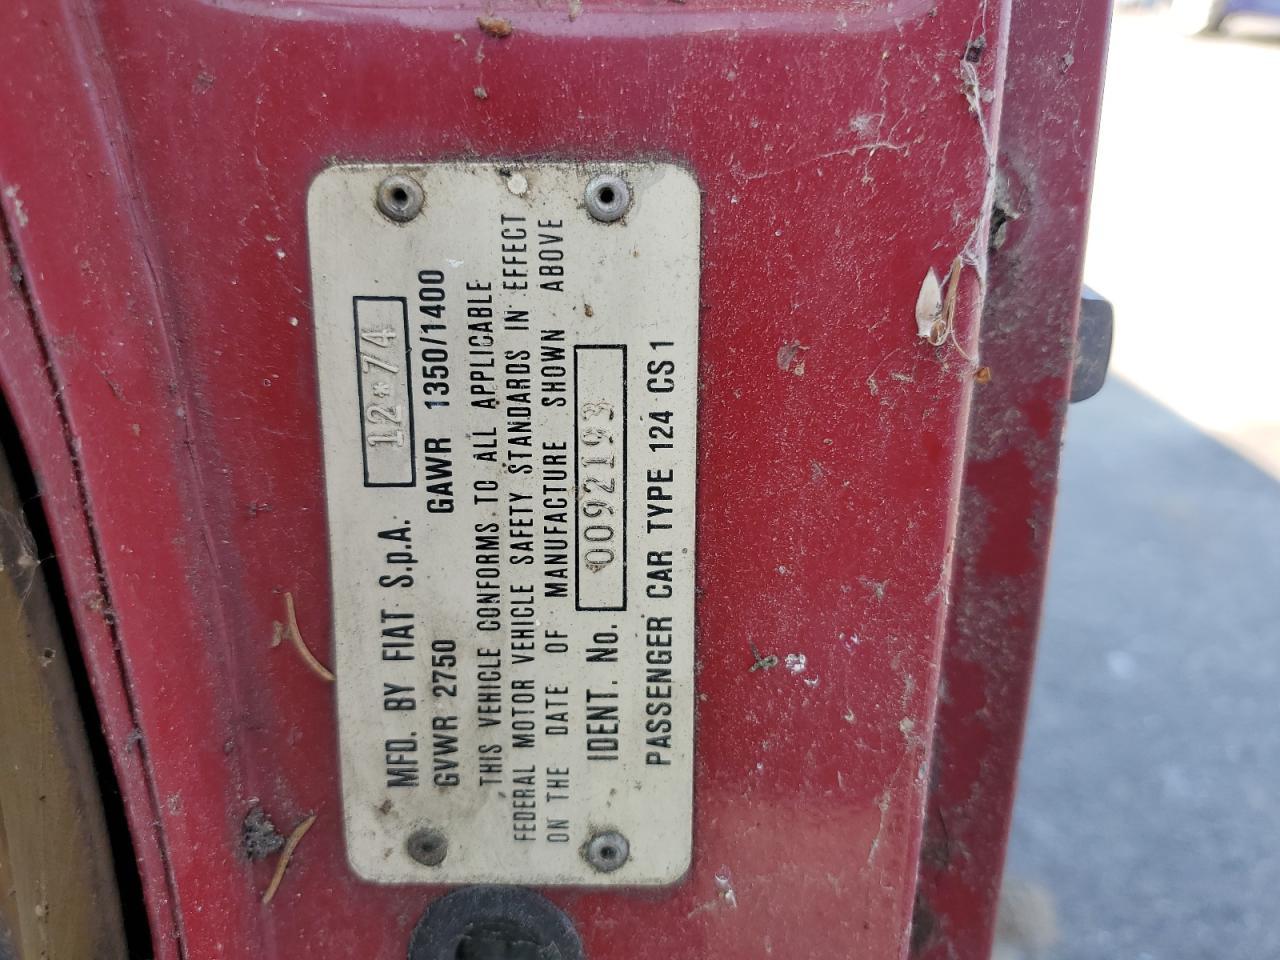 MFD. BY FIAT S.p.A. 12*74
GVWR 2750 GAWR 1350/1400
THIS VEHICLE CONFORMS TO ALL APPLICABLE
FEDERAL MOTOR VEHICLE SAFETY STANDARDS IN EFFECT
ON THE DATE OF MANUFACTURE SHOWN ABOVE
IDENT. No. 0092193
PASSENGER CAR TYPE 124 CS1